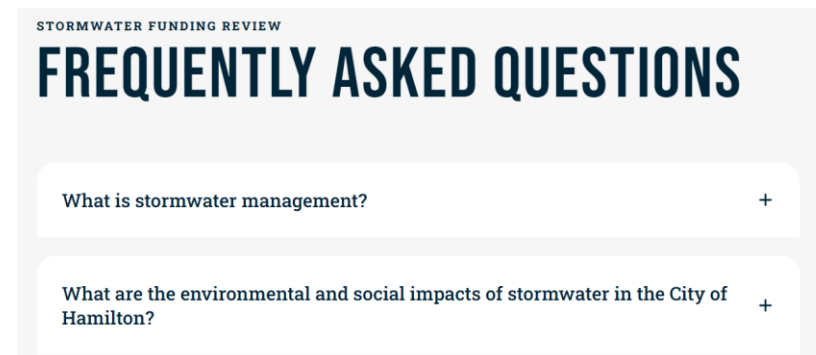 STORMWATER FUNDING REVIEW
FREQUENTLY ASKED QUESTIONS
What is stormwater management? +
What are the environmental and social impacts of stormwater in the City of +
Hamilton?